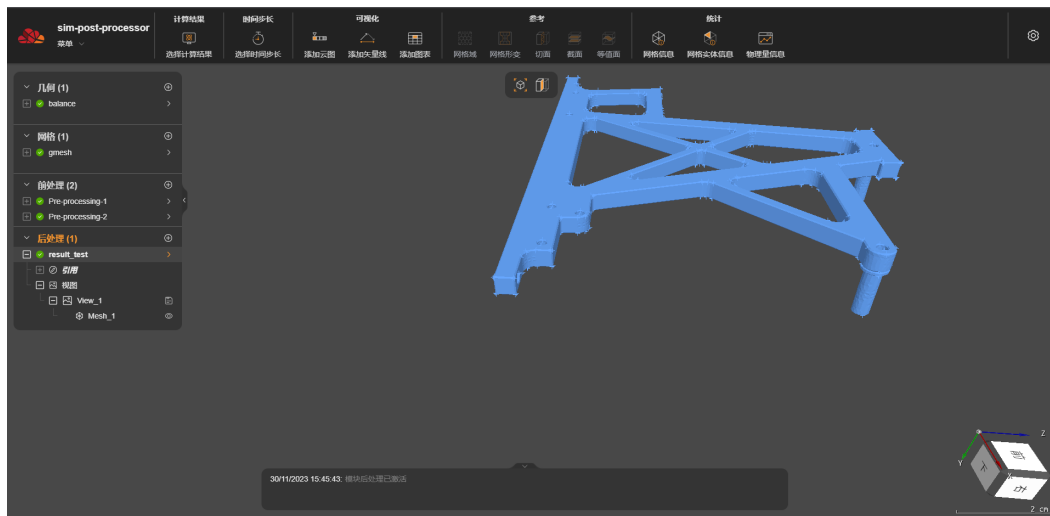 sim-post-processor
菜单
计算结果
选择计算结果
时间步长
选择时间步长
可视化
添加云图 添加矢量线 添加图表
参考
网格域 网格形变 切面 截面 等值面
统计
网格信息 网格实体信息 物理量信息
几何 (1)
balance
网格 (1)
gmesh
前处理 (2)
Pre-processing-1
Pre-processing-2
后处理 (1)
result_test
引用
视图
View_1
Mesh_1
30/11/2023 15:45:43: 模块后处理已激活
Z
Y
X
2 cm